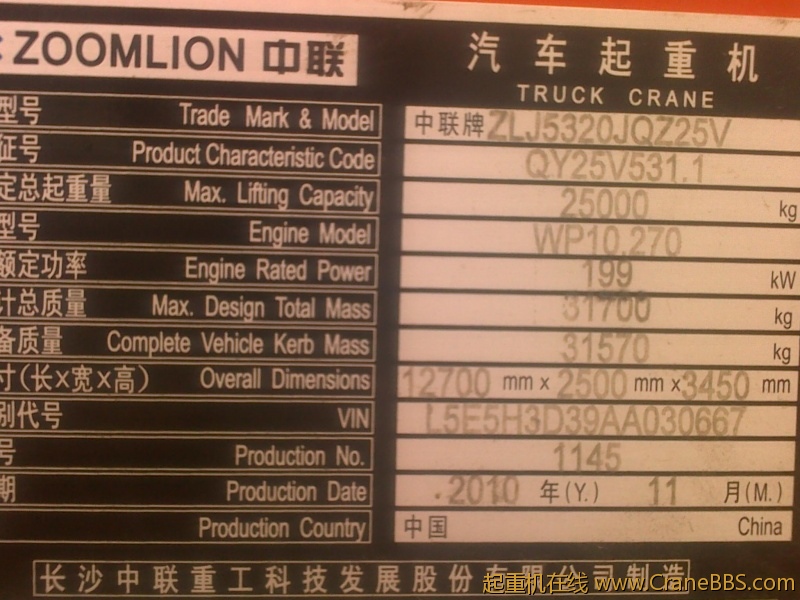 ZOOMLION 中联 汽车起重机
TRUCK CRANE
型号 Trade Mark & Model 中联牌 ZLJ5320JQZ25V
征号 Product Characteristic Code QY25V531.1
定总起重量 Max. Lifting Capacity 25000 kg
型号 Engine Model WP10.270
额定功率 Engine Rated Power 199 kW
计总质量 Max. Design Total Mass 31700 kg
备质量 Complete Vehicle Kerb Mass 31570 kg
寸(长×宽×高) Overall Dimensions 12700 mm x 2500 mm x 3450 mm
别代号 VIN L5E5H3D39AA030667
号 Production No. 1145
期 Production Date 2010 年(Y.) 11 月(M.)
Production Country 中国 China
长沙中联重工科技发展股份有限公司制造
起重机在线 www.CraneBBS.com